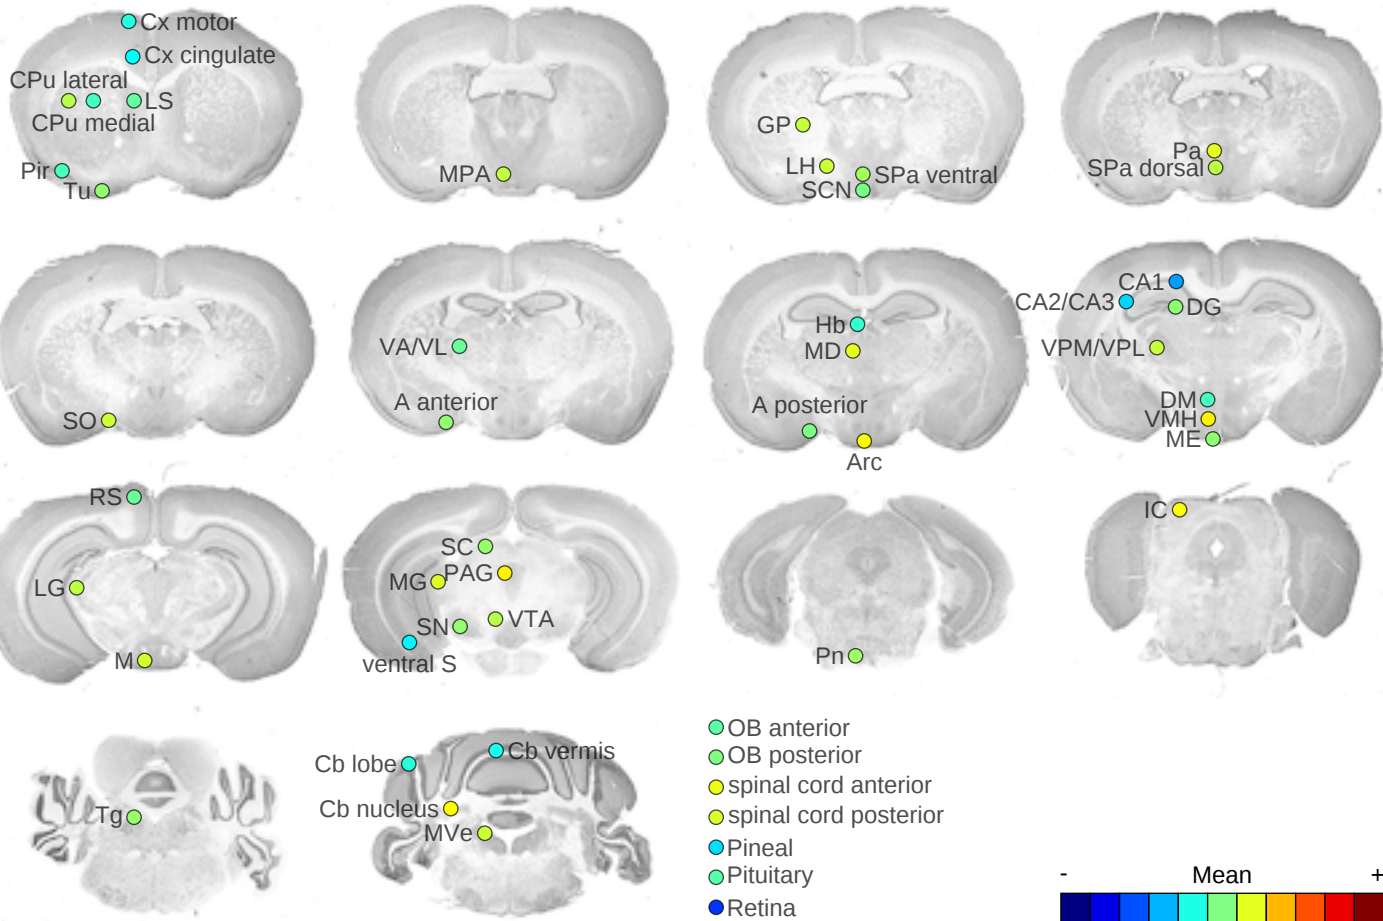 Cx motor
Cx cingulate
CPu lateral
LS
CPu medial
Pir
Tu
MPA
GP
LH
SPa ventral
SCN
Pa
SPa dorsal
SO
VA/VL
A anterior
Hb
MD
A posterior
Arc
CA1
CA2/CA3
DG
VPM/VPL
DM
VMH
ME
RS
LG
M
SC
MG
PAG
SN
VTA
ventral S
Pn
IC
Tg
Cb lobe
Cb vermis
Cb nucleus
MVe
OB anterior
OB posterior
spinal cord anterior
spinal cord posterior
Pineal
Pituitary
Retina
- Mean +